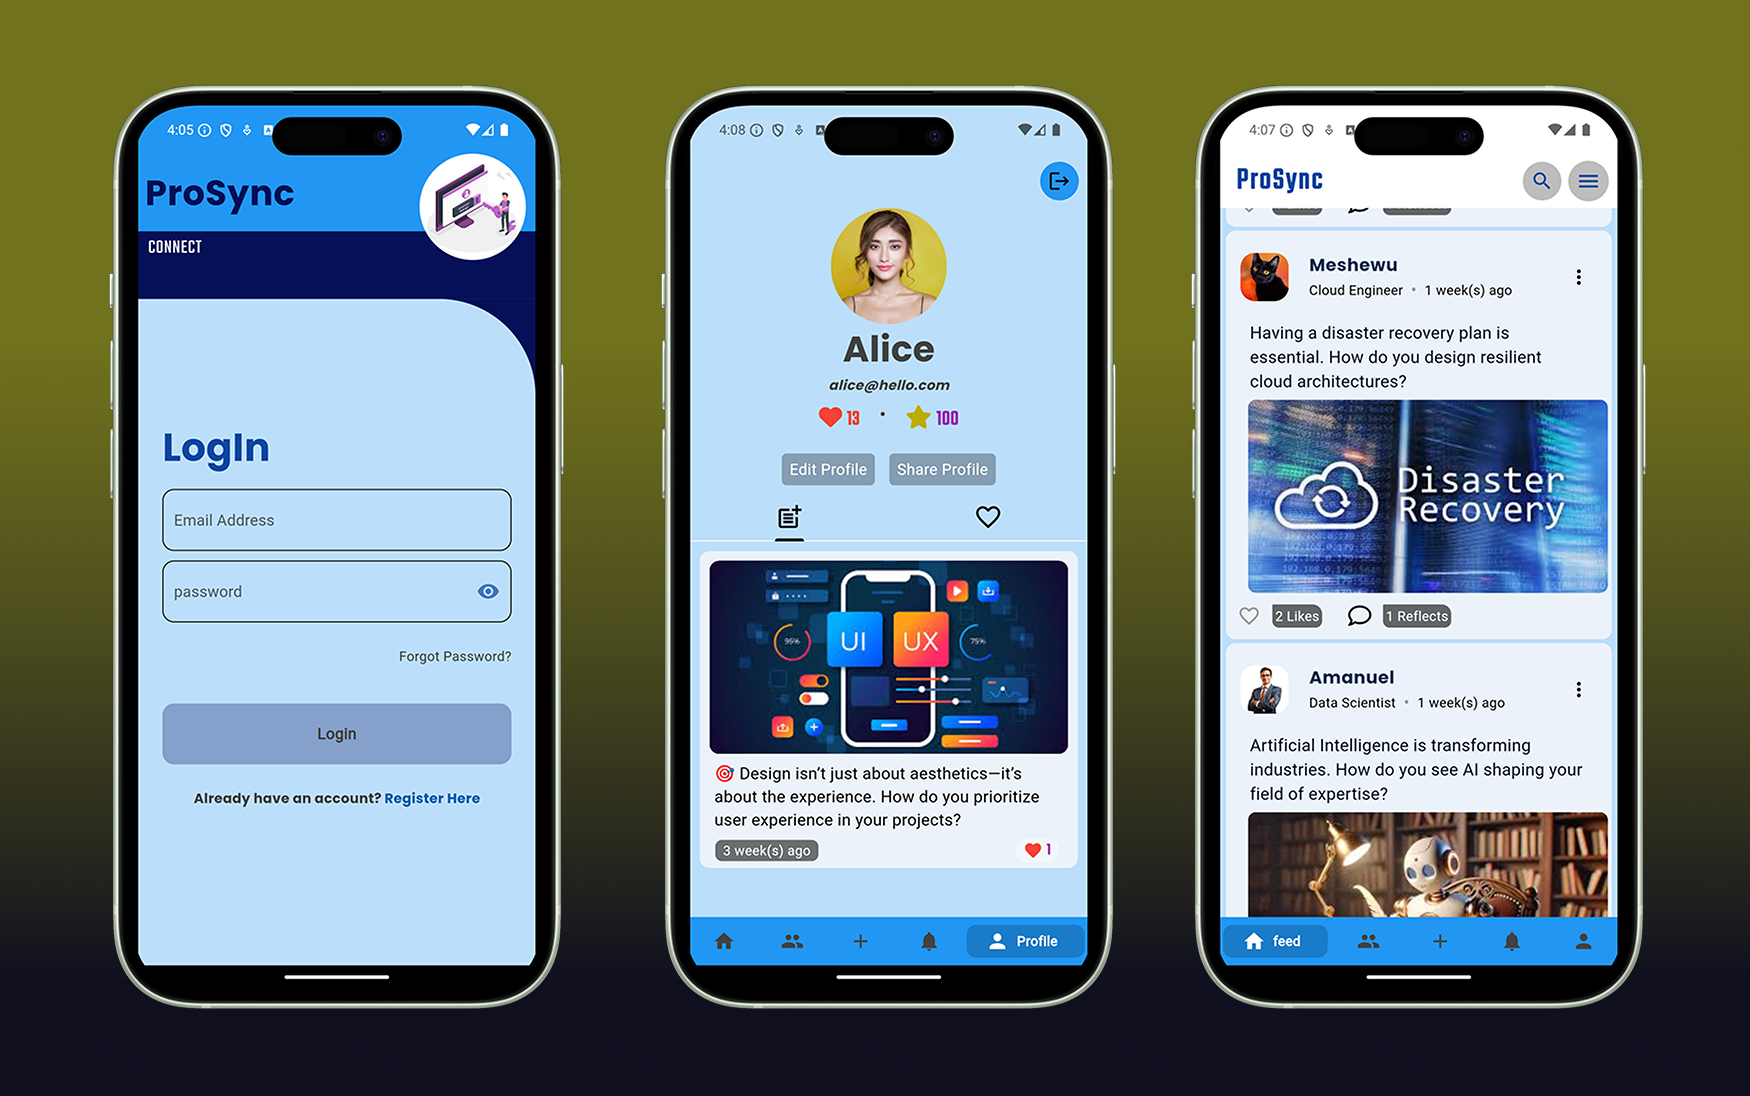 4:05
ProSync
CONNECT
LogIn
Email Address
password
Forgot Password?
Login
Already have an account? Register Here
4:08
Alice
alice@hello.com
13 • 100
Edit Profile
Share Profile
95%
UI
UX
75%
🎯 Design isn't just about aesthetics—it's
about the experience. How do you prioritize
user experience in your projects?
3 week(s) ago
1
Profile
4:07
ProSync
Meshewu
Cloud Engineer • 1 week(s) ago
Having a disaster recovery plan is
essential. How do you design resilient
cloud architectures?
Disaster
Recovery
2 Likes
1 Reflects
Amanuel
Data Scientist • 1 week(s) ago
Artificial Intelligence is transforming
industries. How do you see AI shaping your
field of expertise?
feed